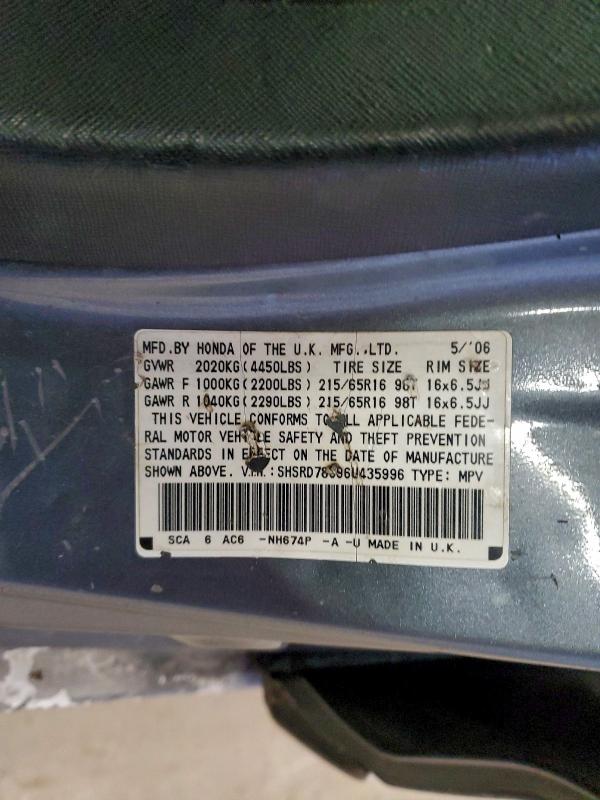 MFD.BY HONDA OF THE U.K. MFG.,LTD. 5/'06
GVWR 2020KG(4450LBS) TIRE SIZE RIM SIZE
GAWR F 1000KG(2200LBS) 215/65R16 98T 16x6.5JJ
GAWR R 1040KG(2290LBS) 215/65R16 98T 16x6.5JJ
THIS VEHICLE CONFORMS TO ALL APPLICABLE FEDE-
RAL MOTOR VEHICLE SAFETY AND THEFT PREVENTION
STANDARDS IN EFFECT ON THE DATE OF MANUFACTURE
SHOWN ABOVE. V.I.N.: TYPE: MPV
SCA 6 AC6 -NH674P -A -U MADE IN U.K.